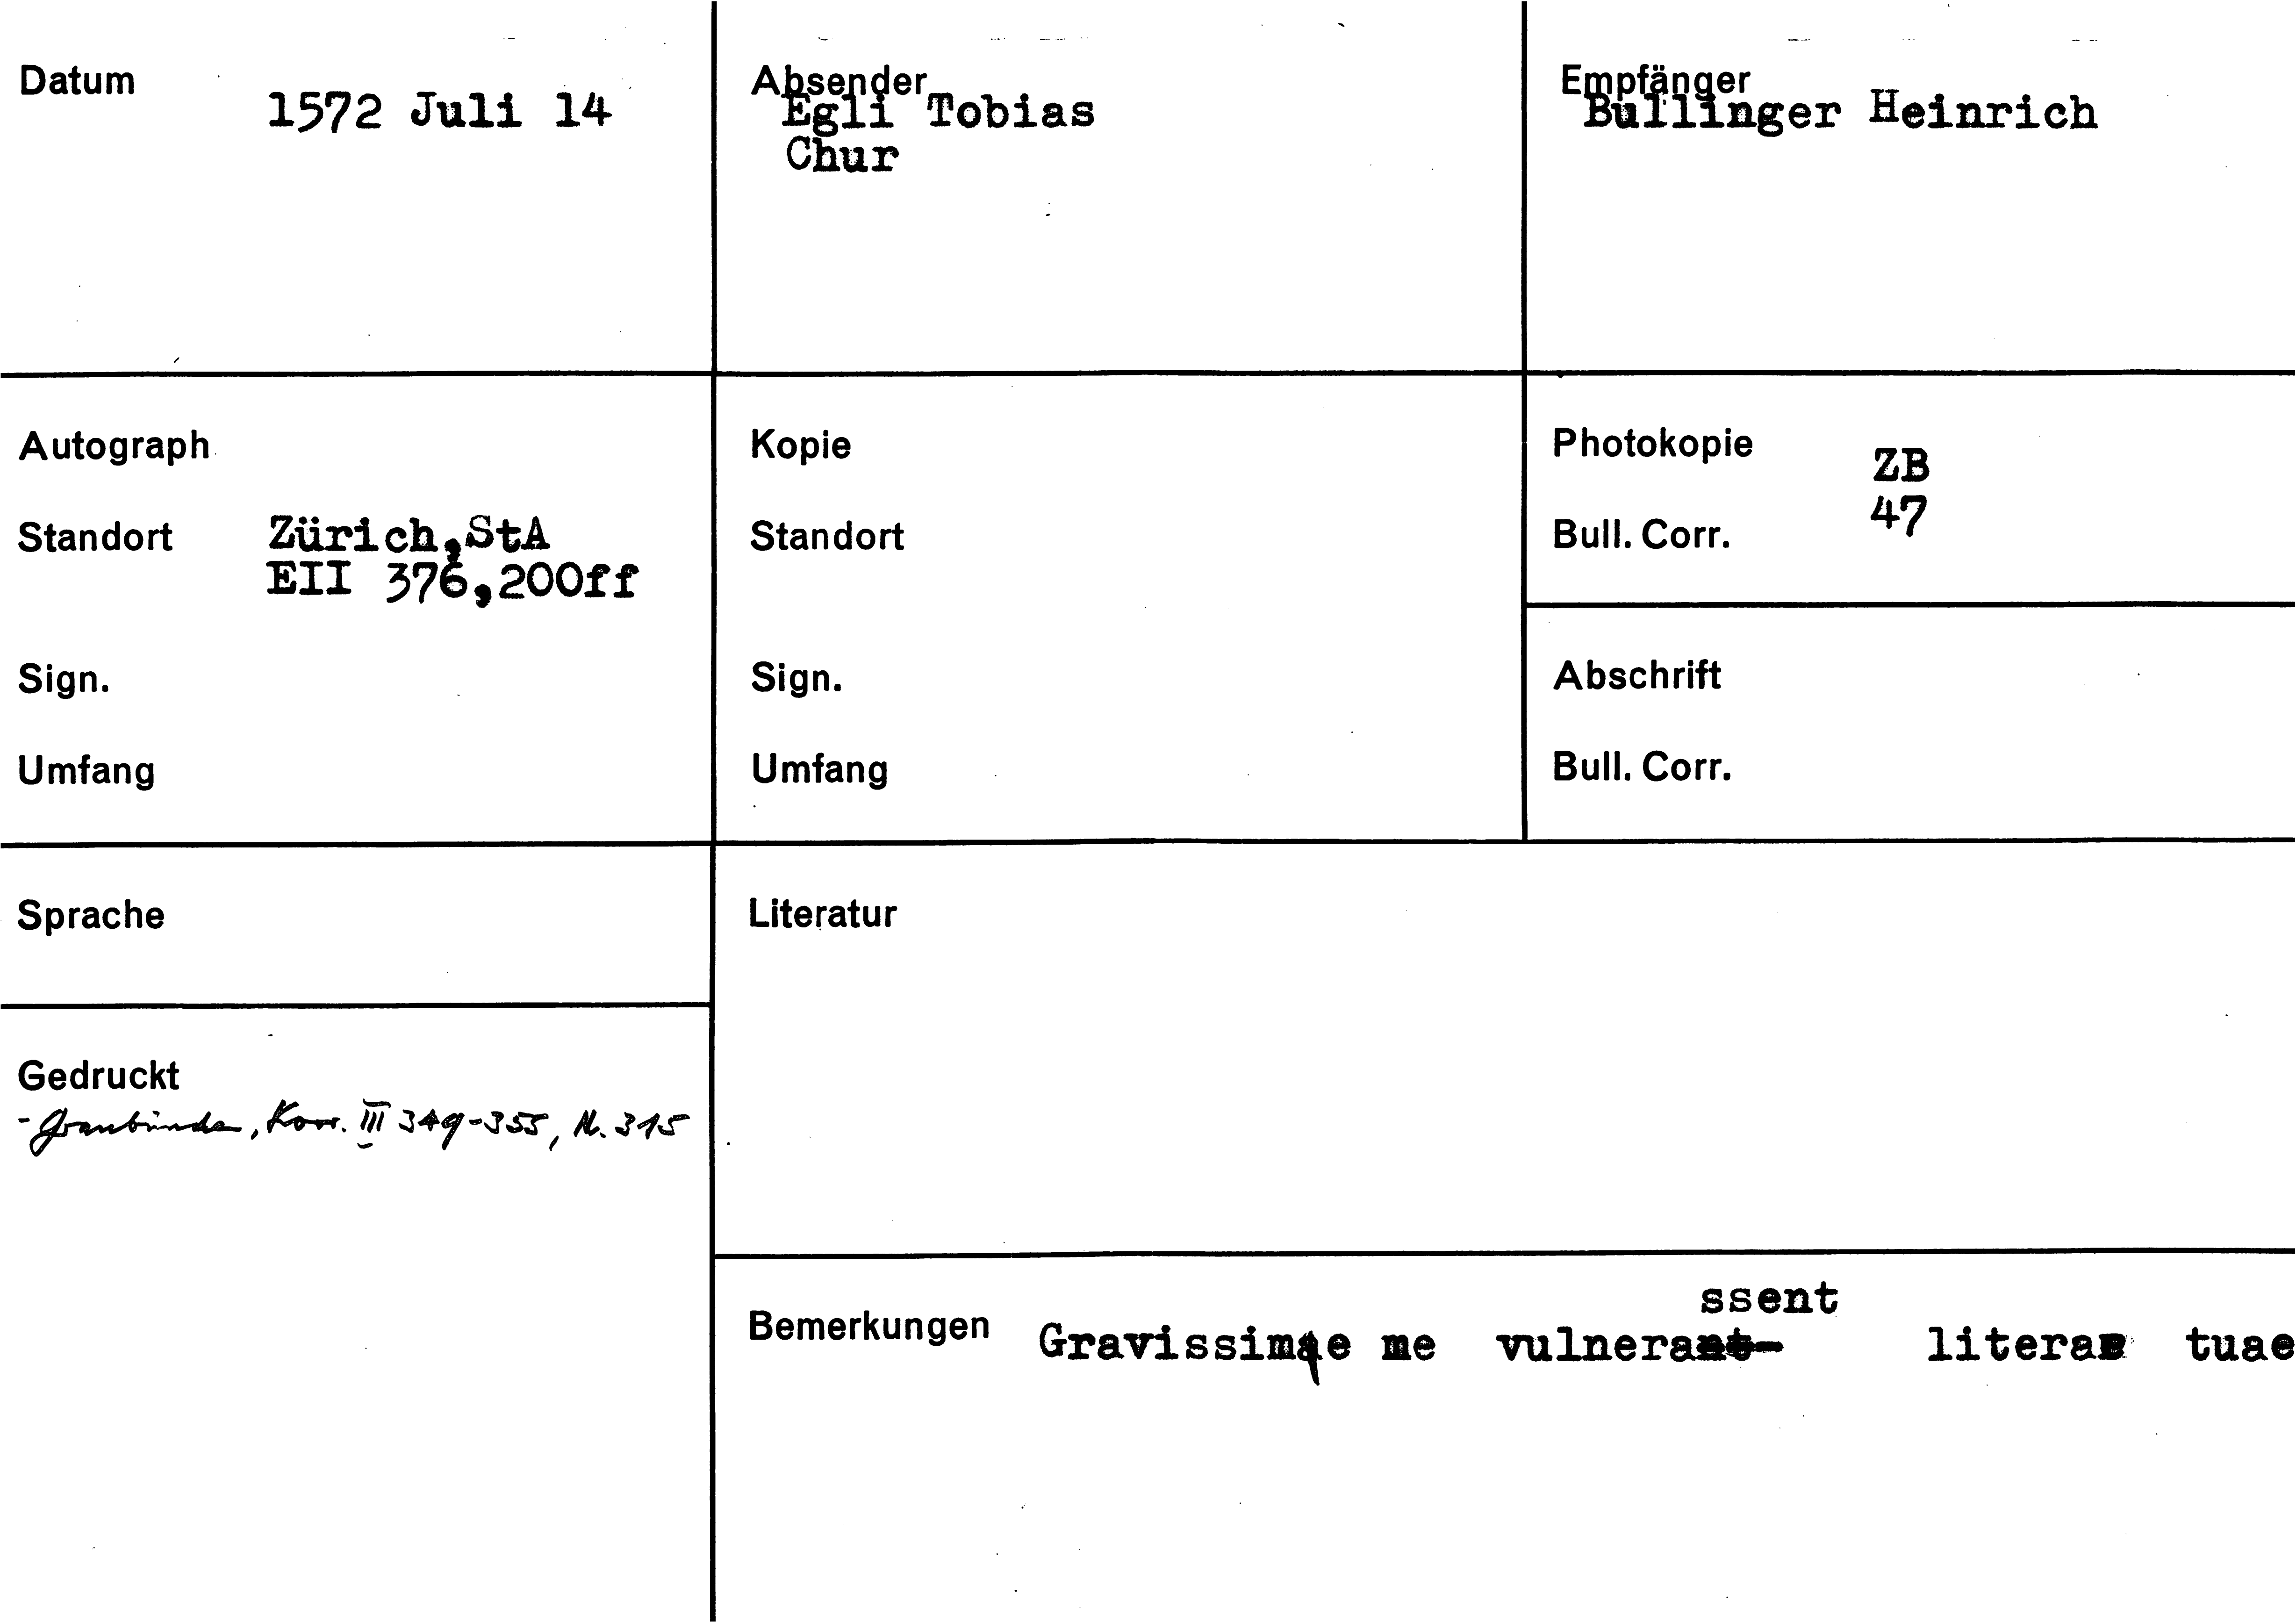 Datum
1572 Juli 14
Absender
Egli Tobias
Chur
Empfänger
Bullinger Heinrich
Autograph
Standort Zürich,StA
EII 376,200ff
Sign.
Umfang
Kopie
Standort
Sign.
Umfang
Photokopie ZB
Bull. Corr. 47
Abschrift
Bull. Corr.
Sprache
Gedruckt
- Graubünden, Korr. III 349-355, N. 315
Literatur
Bemerkungen
ssent
Gravissime me vulnera literae tuae